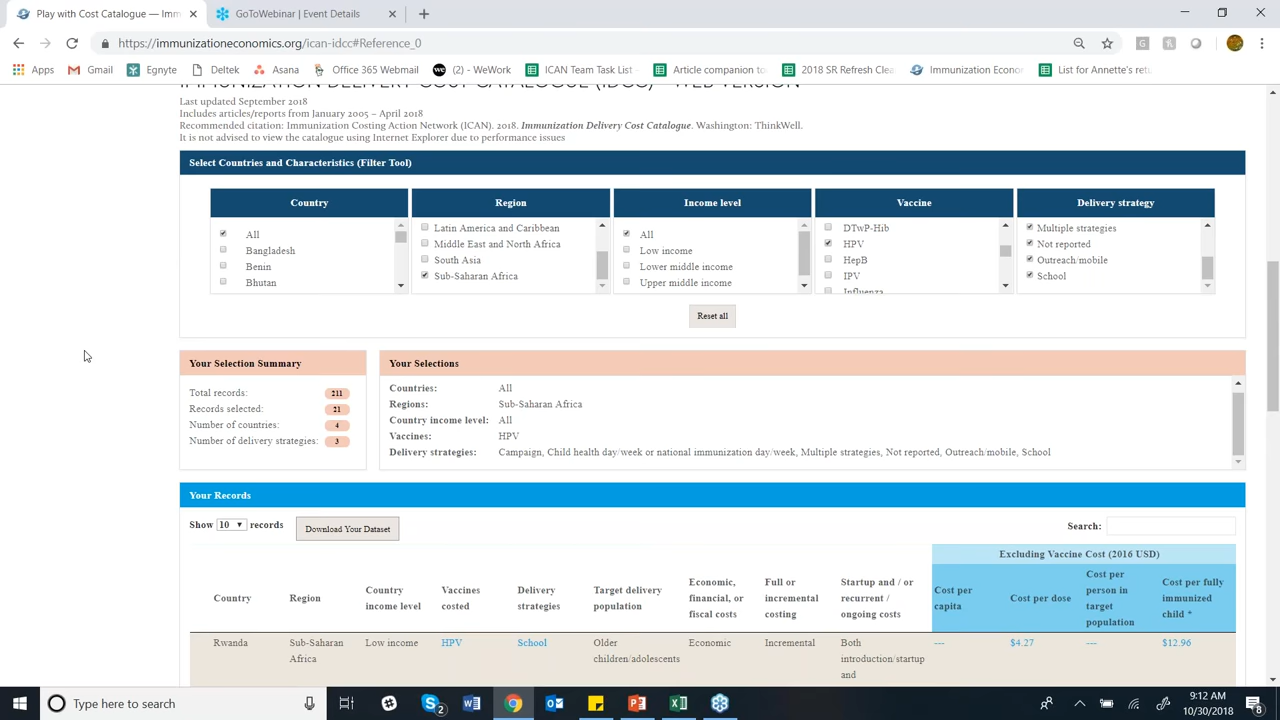 Play with Cost Catalogue — Imm
GoToWebinar | Event Details
https://immunizationeconomics.org/ican-idcc#Reference_0
Apps Gmail Egnyte Deltek Asana Office 365 Webmail (2) - WeWork ICAN Team Task List - Article companion to 2018 SR Refresh Clea Immunization Econo List for Annette's retu
IMMUNIZATION DELIVERY COST CATALOGUE (IDCC) – WEB VERSION
Last updated September 2018
Includes articles/reports from January 2005 – April 2018
Recommended citation: Immunization Costing Action Network (ICAN). 2018. Immunization Delivery Cost Catalogue. Washington: ThinkWell.
It is not advised to view the catalogue using Internet Explorer due to performance issues
Select Countries and Characteristics (Filter Tool)
Country Region Income level Vaccine Delivery strategy
All Latin America and Caribbean All DTwP-Hib Multiple strategies
Bangladesh Middle East and North Africa Low income HPV Not reported
Benin South Asia Lower middle income HepB Outreach/mobile
Bhutan Sub-Saharan Africa Upper middle income IPV School
Influenza
Reset all
Your Selection Summary
Total records: 211
Records selected: 21
Number of countries: 4
Number of delivery strategies: 3
Your Selections
Countries: All
Regions: Sub-Saharan Africa
Country income level: All
Vaccines: HPV
Delivery strategies: Campaign, Child health day/week or national immunization day/week, Multiple strategies, Not reported, Outreach/mobile, School
Your Records
Show 10 records Download Your Dataset Search:
Excluding Vaccine Cost (2016 USD)
Country Region Country income level Vaccines costed Delivery strategies Target delivery population Economic, financial, or fiscal costs Full or incremental costing Startup and / or recurrent / ongoing costs Cost per capita Cost per dose Cost per person in target population Cost per fully immunized child *
Rwanda Sub-Saharan Africa Low income HPV School Older children/adolescents Economic Incremental Both introduction/startup and --- $4.27 --- $12.96
Type here to search
2
9:12 AM
10/30/2018
8